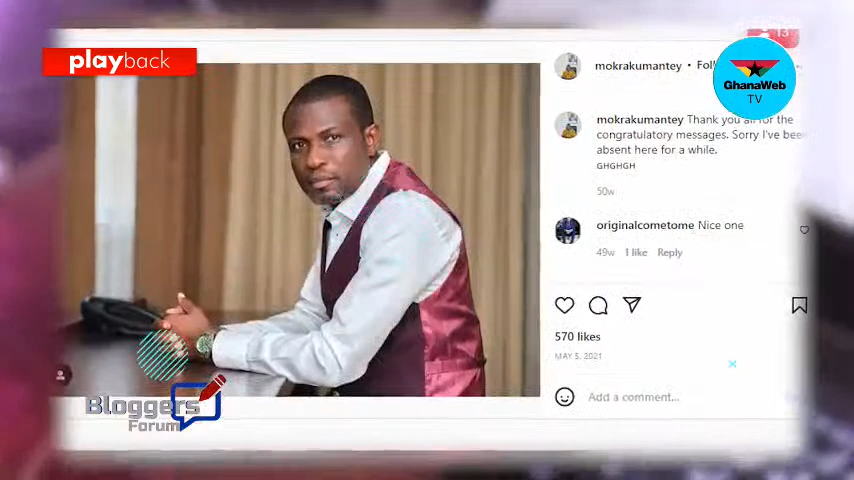 playback
13
mokrakumantey • Foll
GhanaWeb
TV
mokrakumantey Thank you all for the
congratulatory messages. Sorry I've been
absent here for a while.
GHGHGH
50w
originalcometome Nice one
49w 1 like Reply
570 likes
MAY 5, 2021
Add a comment...
Bloggers
Forum